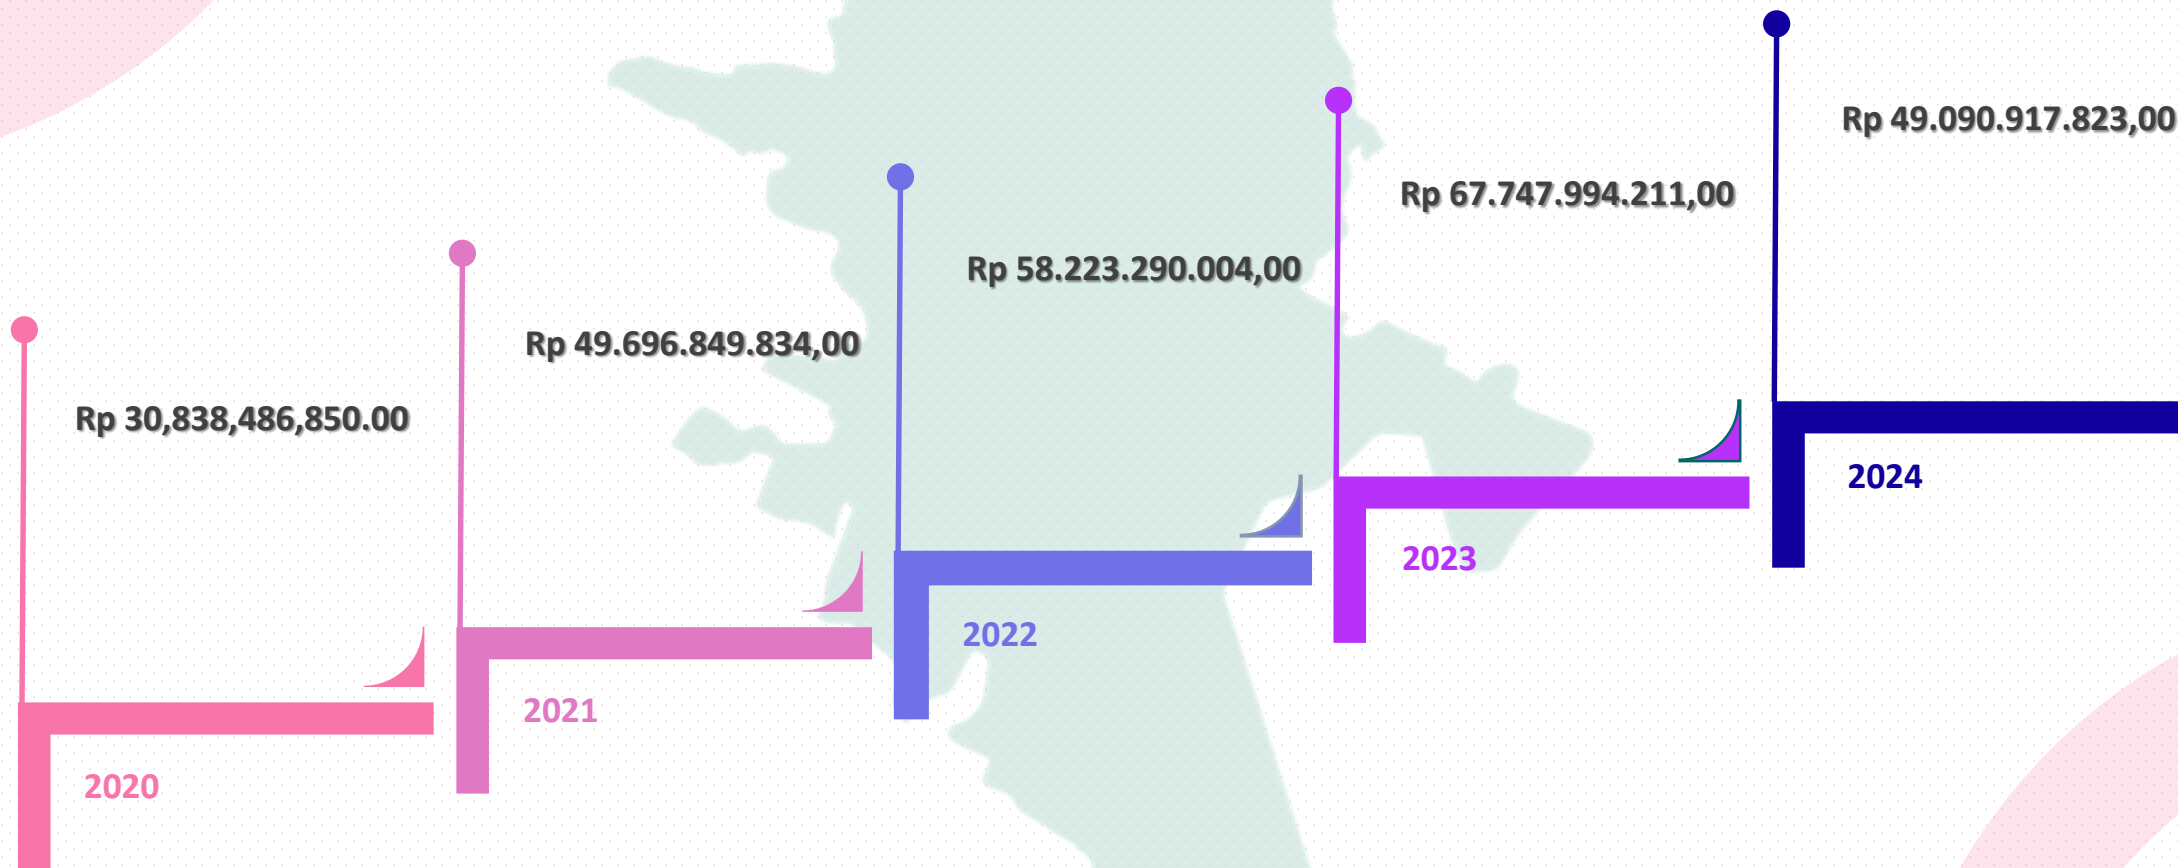 Rp 49.090.917.823,00
Rp 67.747.994.211,00
Rp 58.223.290.004,00
Rp 49.696.849.834,00
Rp 30,838,486,850.00
2024
2023
2022
2021
2020